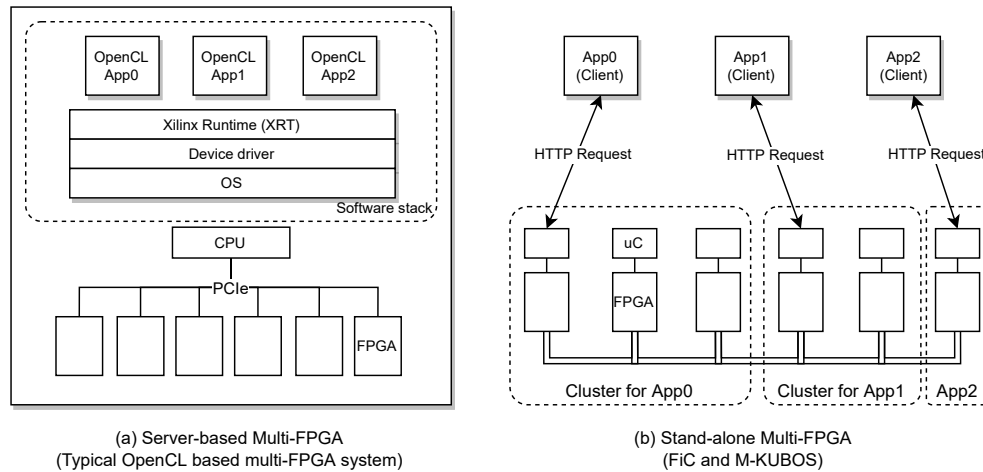 OpenCL
App0
OpenCL
App1
OpenCL
App2
Xilinx Runtime (XRT)
Device driver
OS
Software stack
CPU
PCIe
FPGA
(a) Server-based Multi-FPGA
(Typical OpenCL based multi-FPGA system)
App0
(Client)
App1
(Client)
App2
(Client)
HTTP Request
HTTP Request
HTTP Request
uC
FPGA
Cluster for App0
Cluster for App1
App2
(b) Stand-alone Multi-FPGA
(FiC and M-KUBOS)